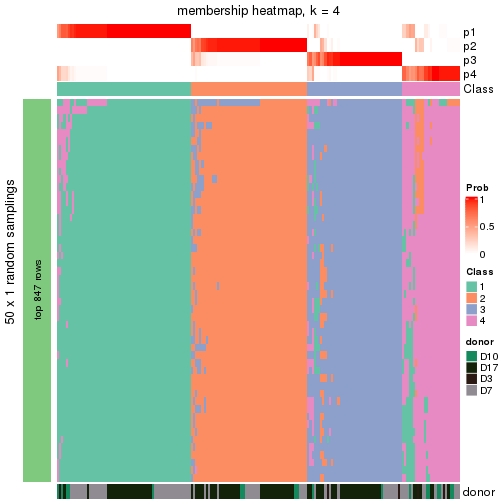 membership heatmap, k = 4
p1
p2
p3
p4
Class
50 x 1 random samplings
top 847 rows
Prob
1
0.5
0
Class
1
2
3
4
donor
D10
D17
D3
D7
donor